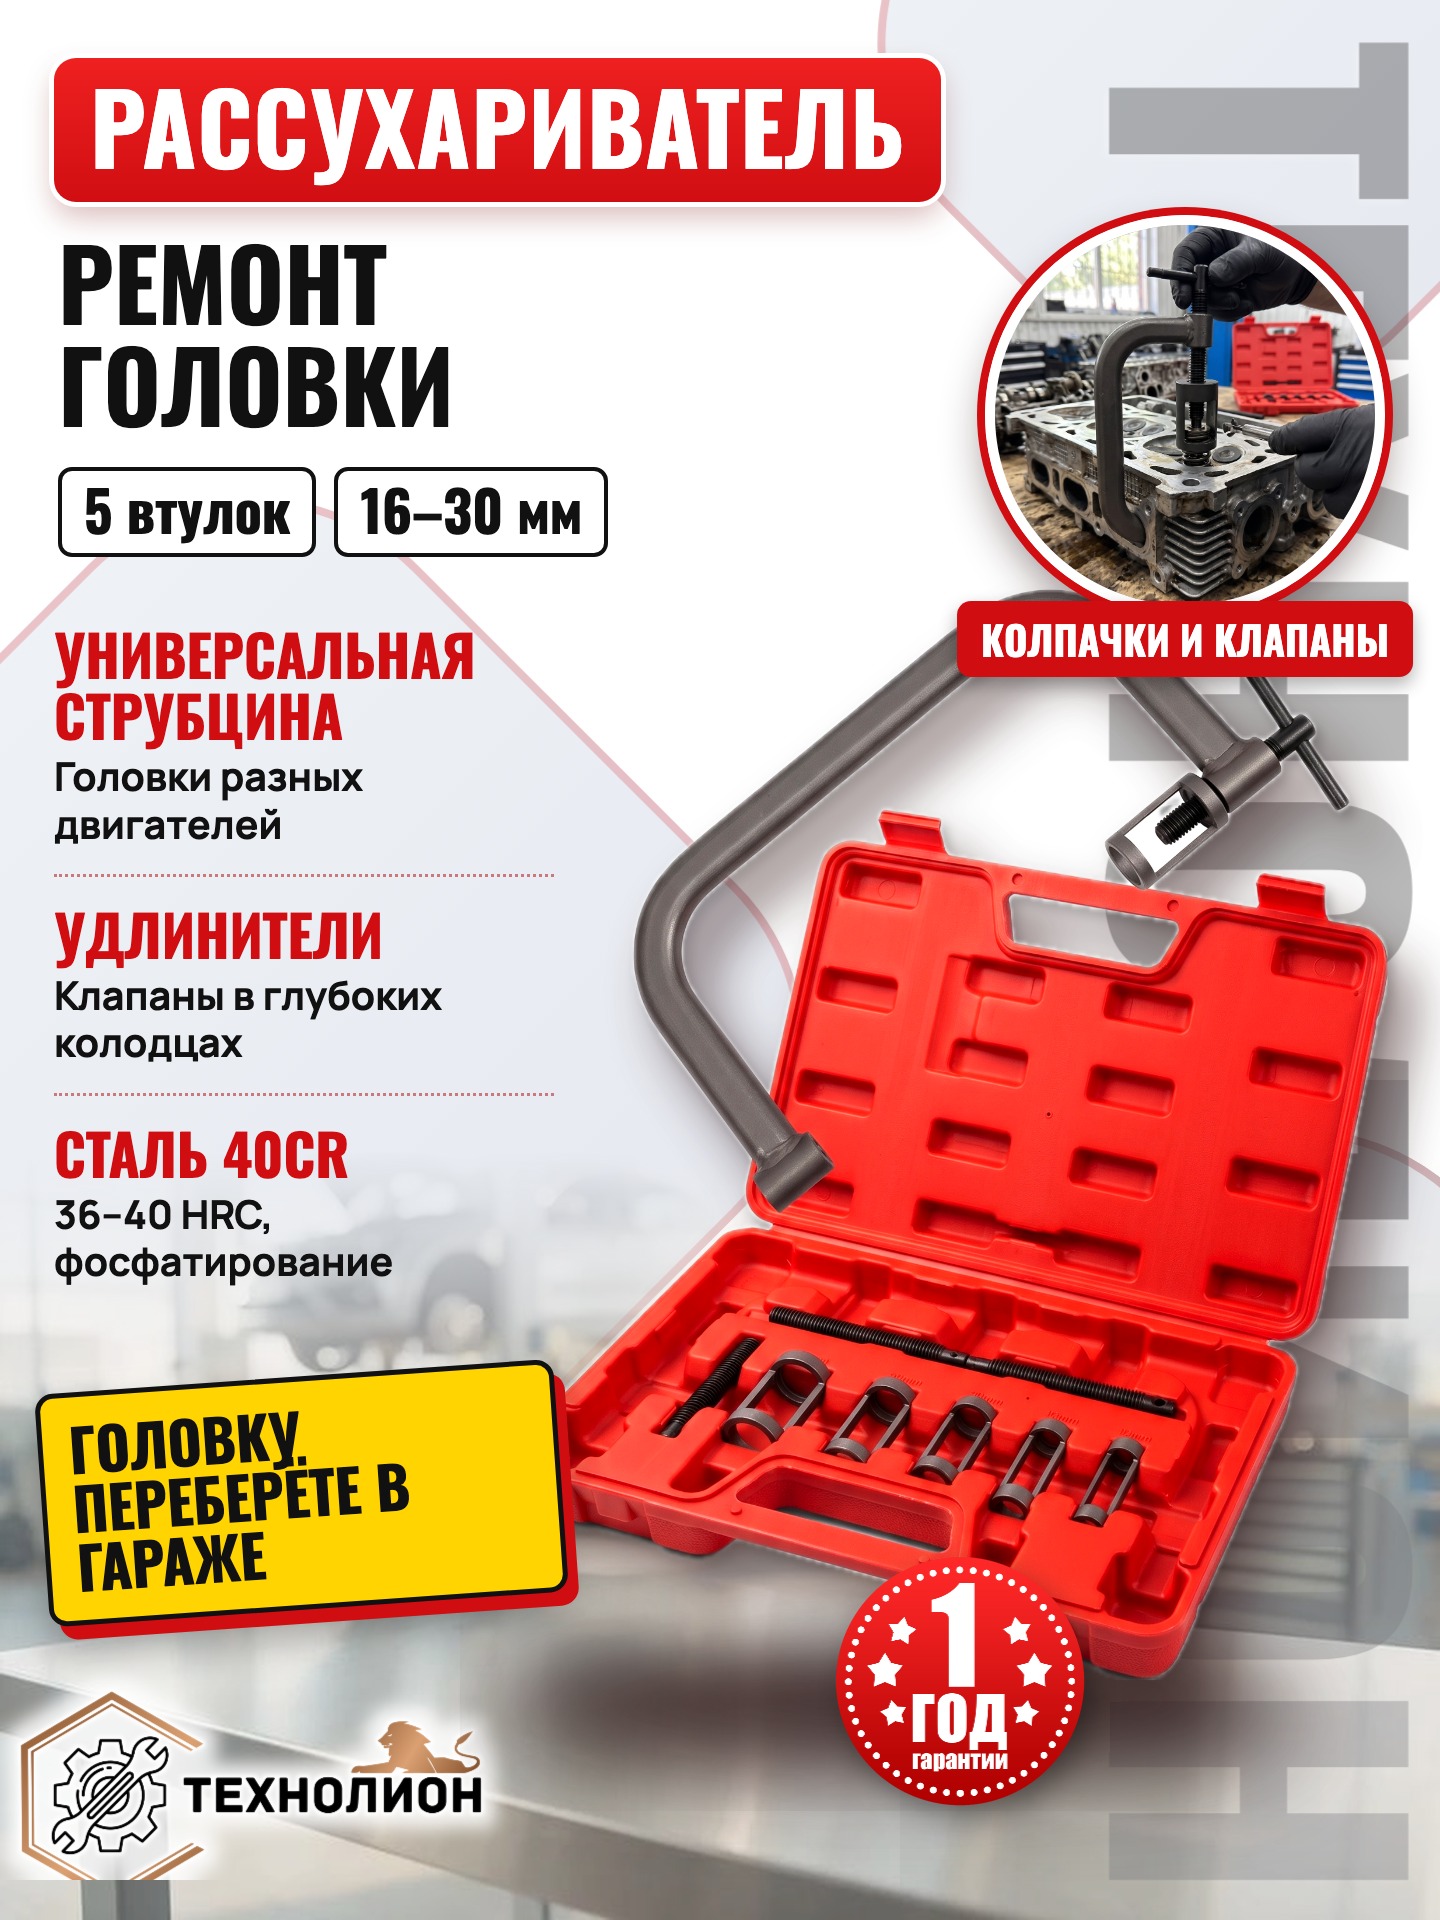 РАССУХАРИВАТЕЛЬ
РЕМОНТ
ГОЛОВКИ
5 втулок
16–30 мм
КОЛПАЧКИ И КЛАПАНЫ
УНИВЕРСАЛЬНАЯ
СТРУБЦИНА
Головки разных
двигателей
УДЛИНИТЕЛИ
Клапаны в глубоких
колодцах
СТАЛЬ 40CR
36–40 HRC,
фосфатирование
ГОЛОВКУ
ПЕРЕБЕРЁТЕ В
ГАРАЖЕ
1
ГОД
гарантии
ТЕХНОЛИОН